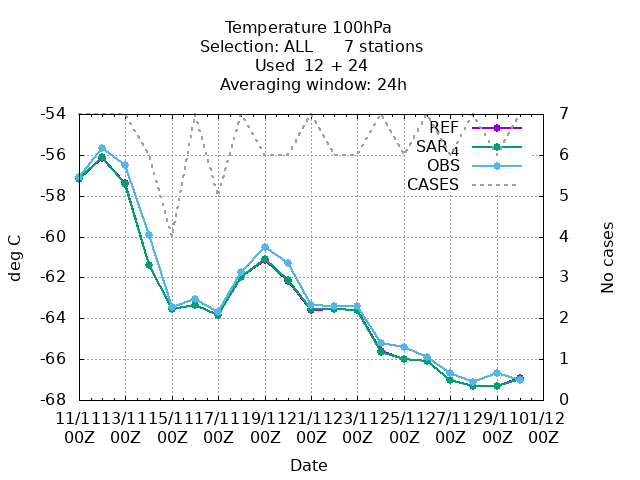 Temperature 100hPa
Selection: ALL 7 stations
Used 12 + 24
Averaging window: 24h
-54
-56
-58
-60
-62
-64
-66
-68
7
6
5
4
3
2
1
0
REF
SAR4
OBS
CASES
deg C
No cases
11/11 13/11 15/11 17/11 19/11 21/11 23/11 25/11 27/11 29/11 01/12
00Z 00Z 00Z 00Z 00Z 00Z 00Z 00Z 00Z 00Z 00Z
Date